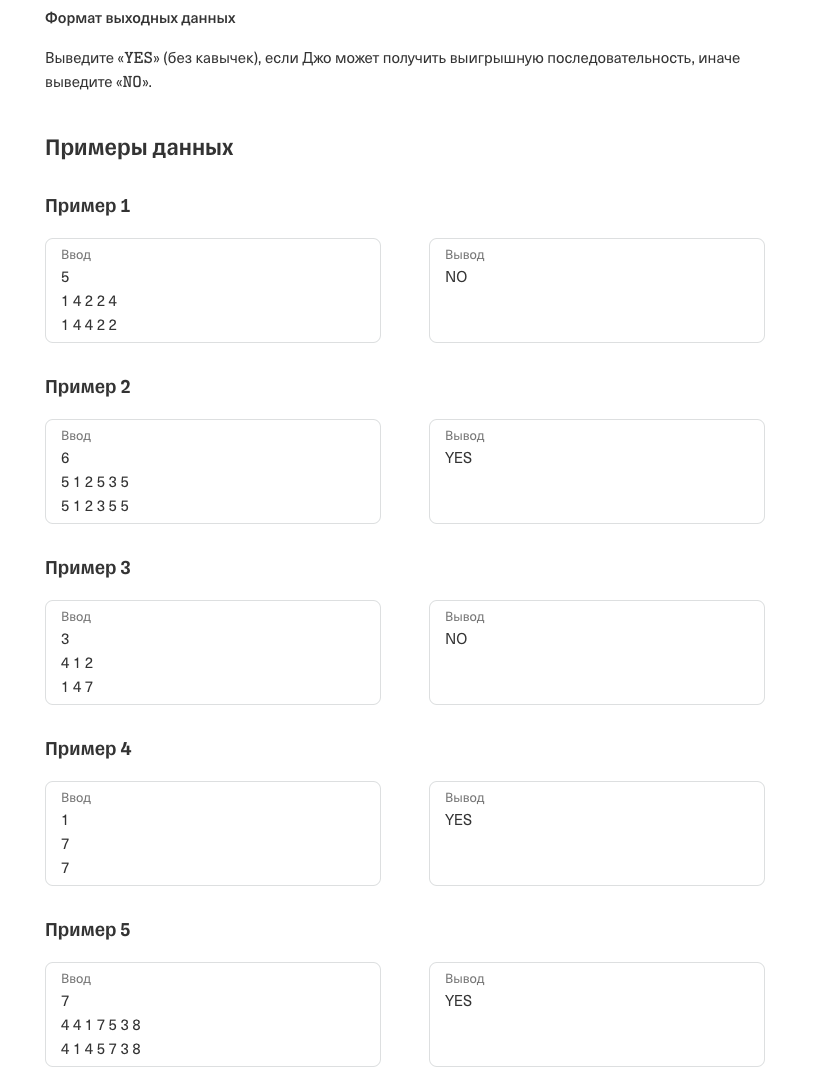 Формат выходных данных
Выведите «YES» (без кавычек), если Джо может получить выигрышную последовательность, иначе
выведите «NO».
Примеры данных
Пример 1
Ввод
5
1 4 2 2 4
1 4 4 2 2
Вывод
NO
Пример 2
Ввод
6
5 1 2 5 3 5
5 1 2 3 5 5
Вывод
YES
Пример 3
Ввод
3
4 1 2
1 4 7
Вывод
NO
Пример 4
Ввод
1
7
7
Вывод
YES
Пример 5
Ввод
7
4 4 1 7 5 3 8
4 1 4 5 7 3 8
Вывод
YES